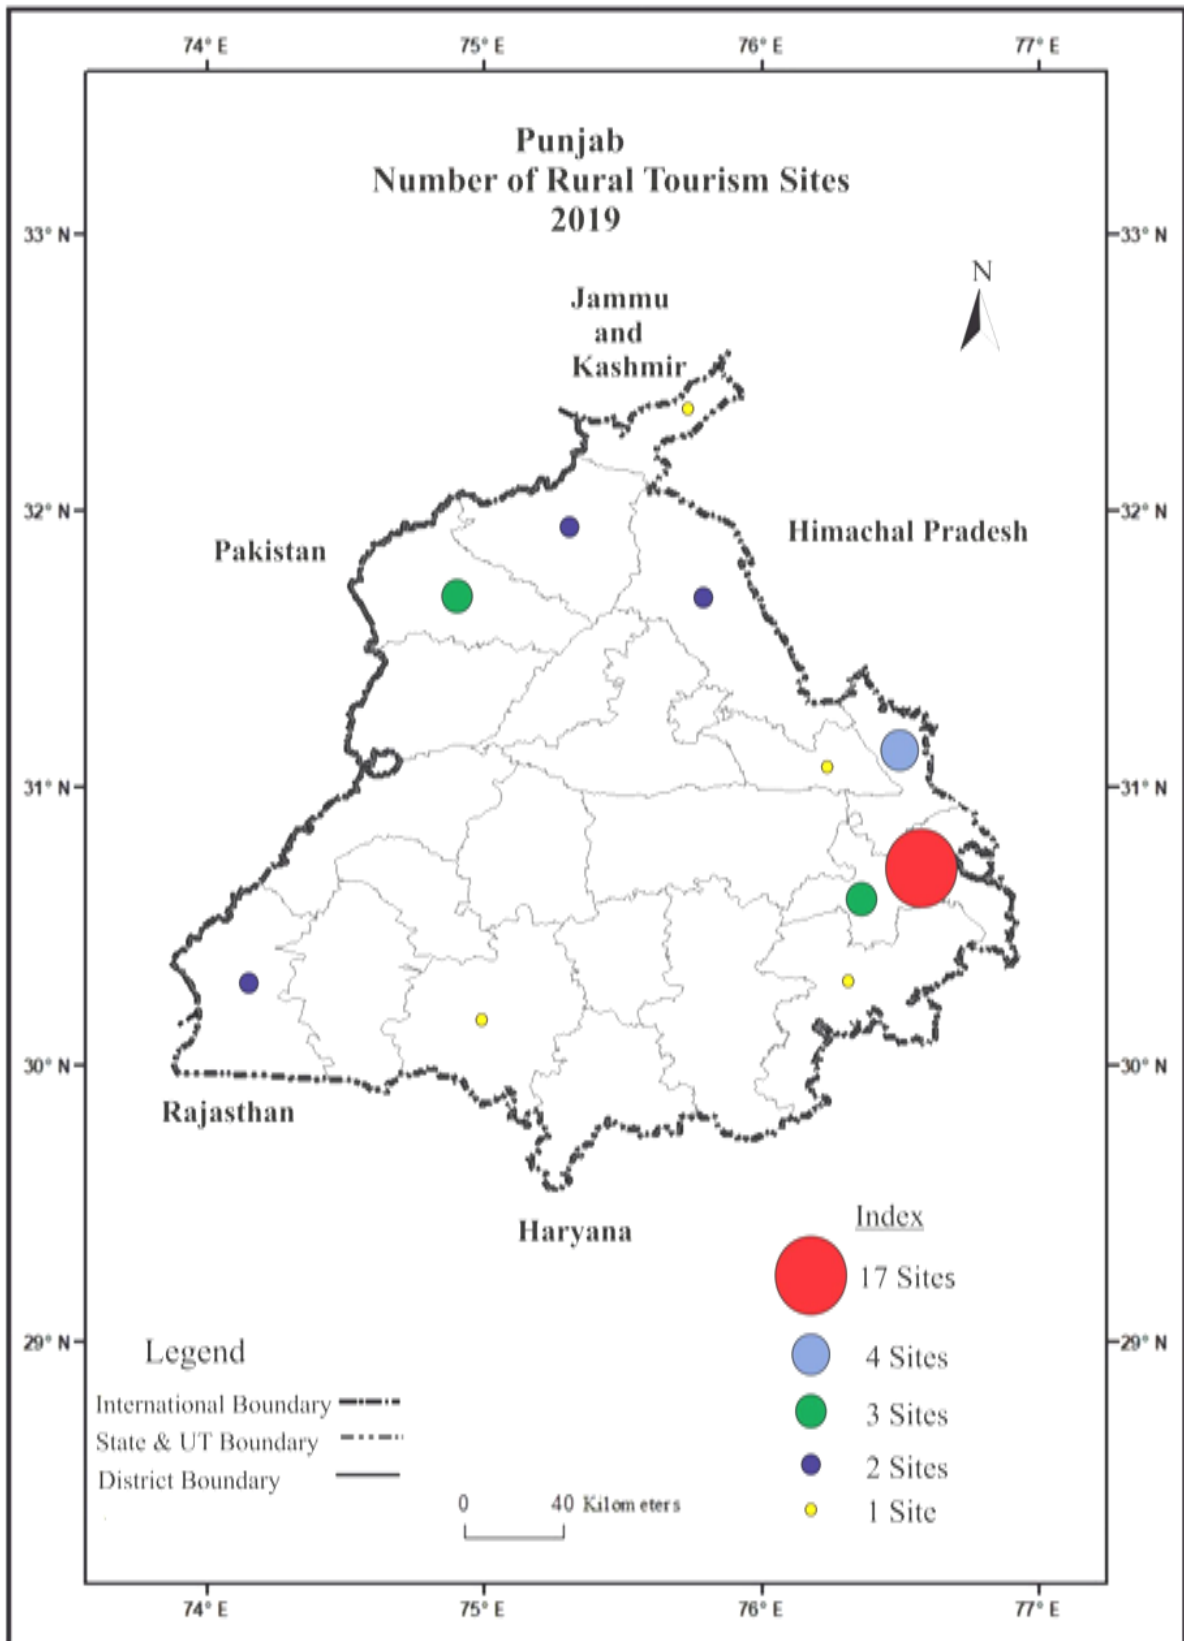 74° E 75° E 76° E 77° E
Punjab
Number of Rural Tourism Sites
2019
33° N 33° N
N
Jammu
and
Kashmir
32° N 32° N
Himachal Pradesh
Pakistan
31° N 31° N
30° N 30° N
Rajasthan
Haryana
Index
17 Sites
29° N 29° N
Legend
4 Sites
International Boundary
3 Sites
State & UT Boundary
2 Sites
District Boundary
0 40 Kilometers
1 Site
74° E 75° E 76° E 77° E